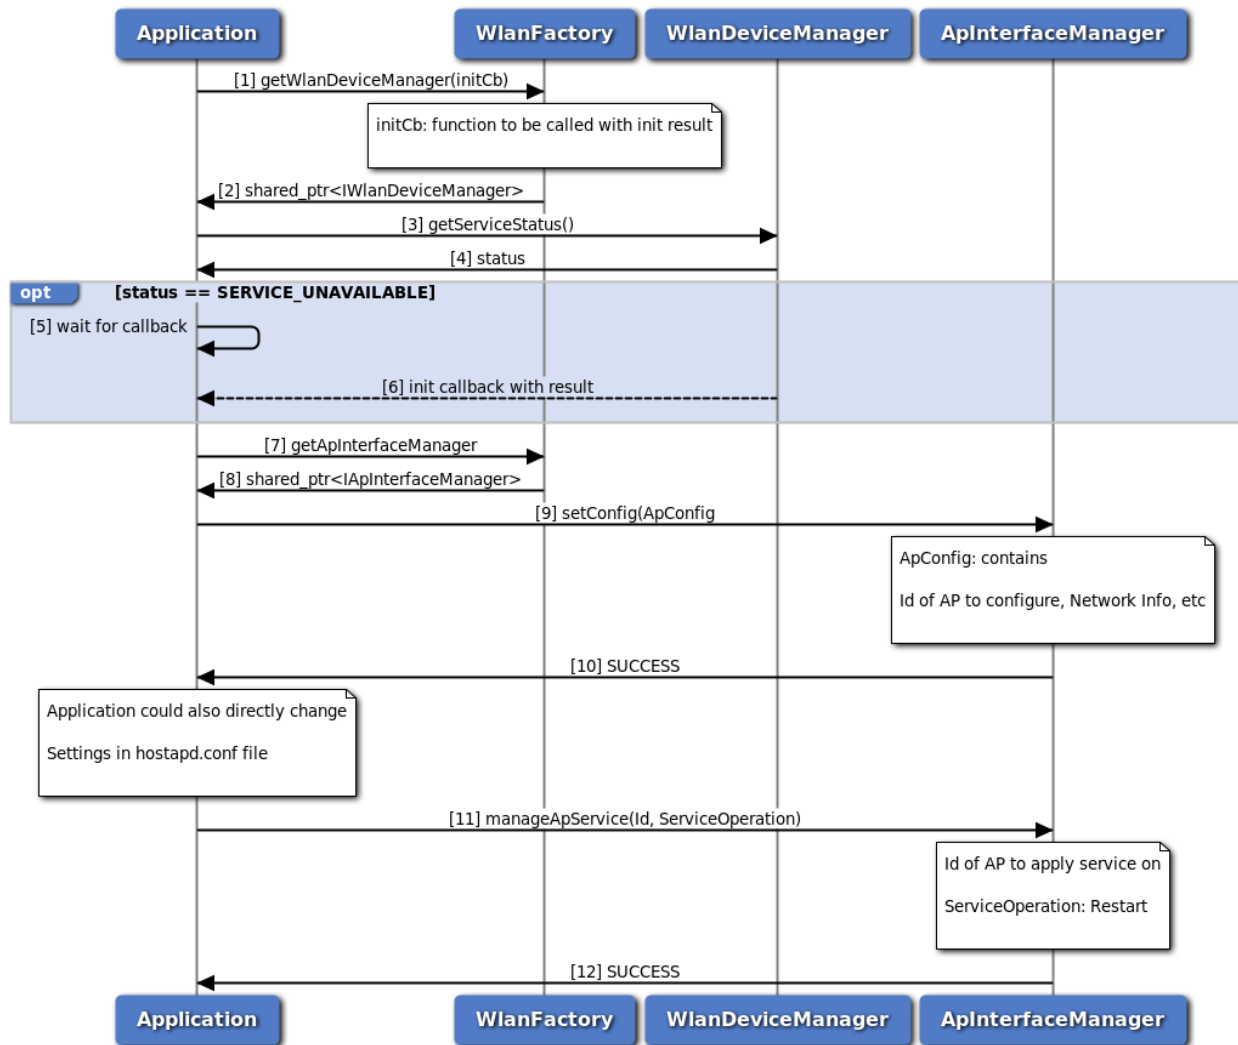 Application
WlanFactory
WlanDeviceManager
ApInterfaceManager
[1] getWlanDeviceManager(initCb)
initCb: function to be called with init result
[2] shared_ptr<IWlanDeviceManager>
[3] getServiceStatus()
[4] status
opt
[status == SERVICE_UNAVAILABLE]
[5] wait for callback
[6] init callback with result
[7] getApInterfaceManager
[8] shared_ptr<IApInterfaceManager>
[9] setConfig(ApConfig
ApConfig: contains
Id of AP to configure, Network Info, etc
[10] SUCCESS
Application could also directly change
Settings in hostapd.conf file
[11] manageApService(Id, ServiceOperation)
Id of AP to apply service on
ServiceOperation: Restart
[12] SUCCESS
Application
WlanFactory
WlanDeviceManager
ApInterfaceManager